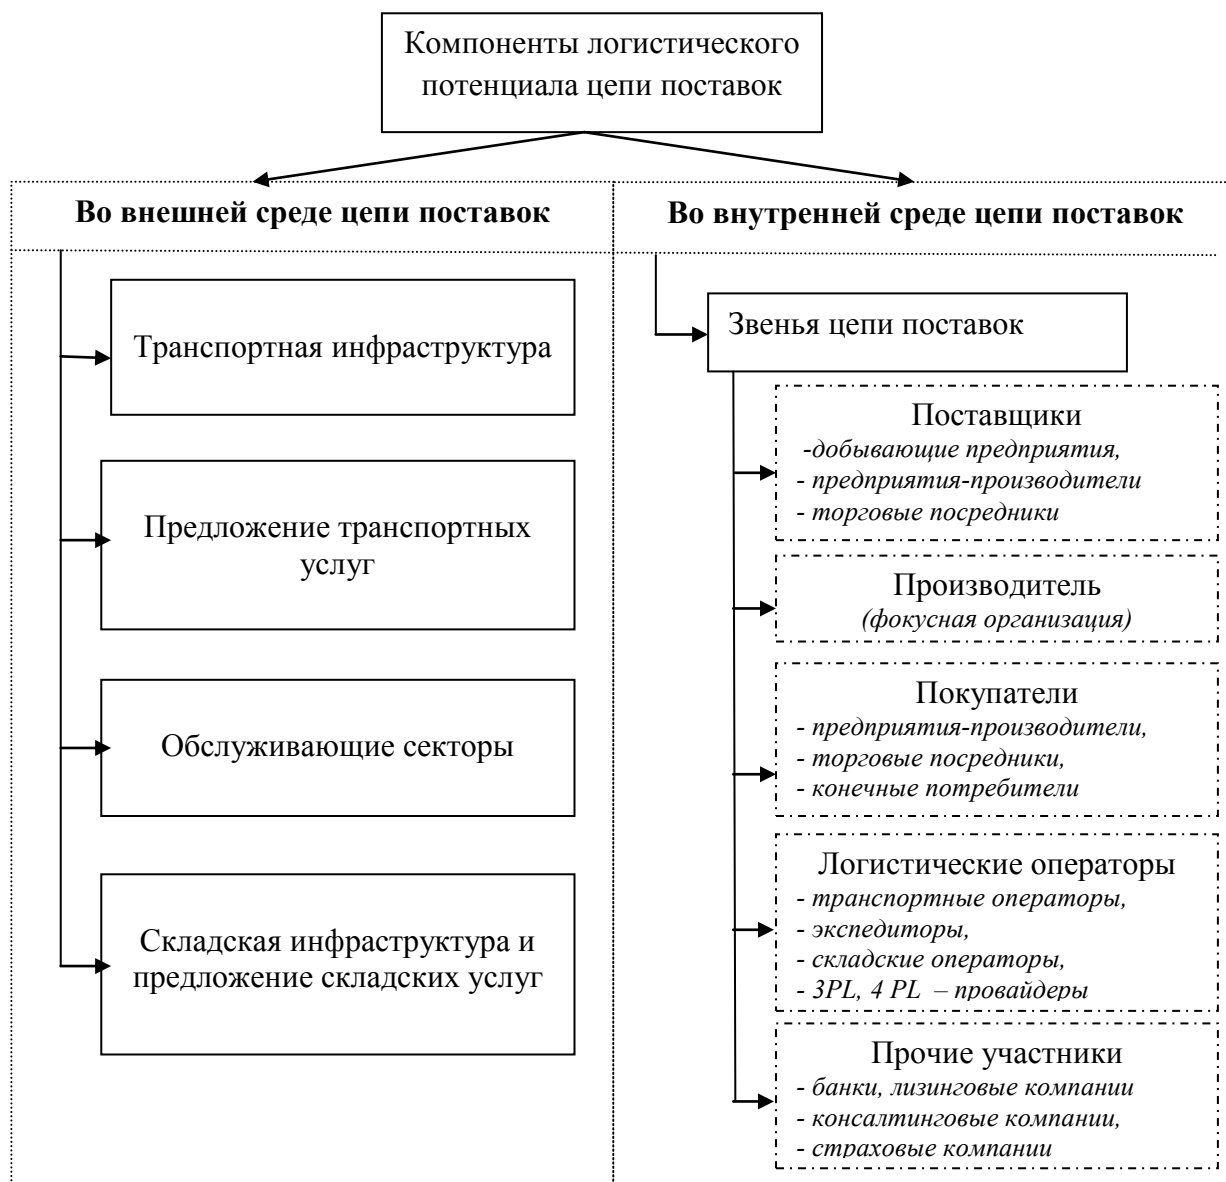 Компоненты логистического
потенциала цепи поставок
Во внешней среде цепи поставок
Транспортная инфраструктура
Предложение транспортных
услуг
Обслуживающие секторы
Складская инфраструктура и
предложение складских услуг
Во внутренней среде цепи поставок
Звенья цепи поставок
Поставщики
-добывающие предприятия,
- предприятия-производители
- торговые посредники
Производитель
(фокусная организация)
Покупатели
- предприятия-производители,
- торговые посредники,
- конечные потребители
Логистические операторы
- транспортные операторы,
- экспедиторы,
- складские операторы,
- 3PL, 4 PL – провайдеры
Прочие участники
- банки, лизинговые компании
- консалтинговые компании,
- страховые компании